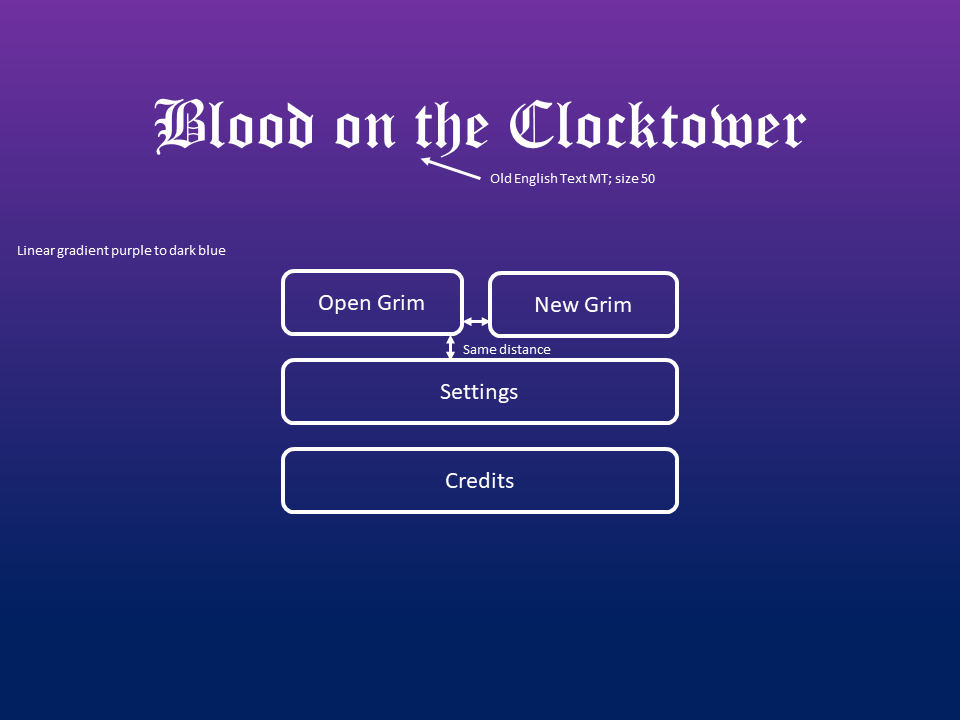 Blood on the Clocktower
Old English Text MT; size 50
Linear gradient purple to dark blue
Open Grim
New Grim
Same distance
Settings
Credits